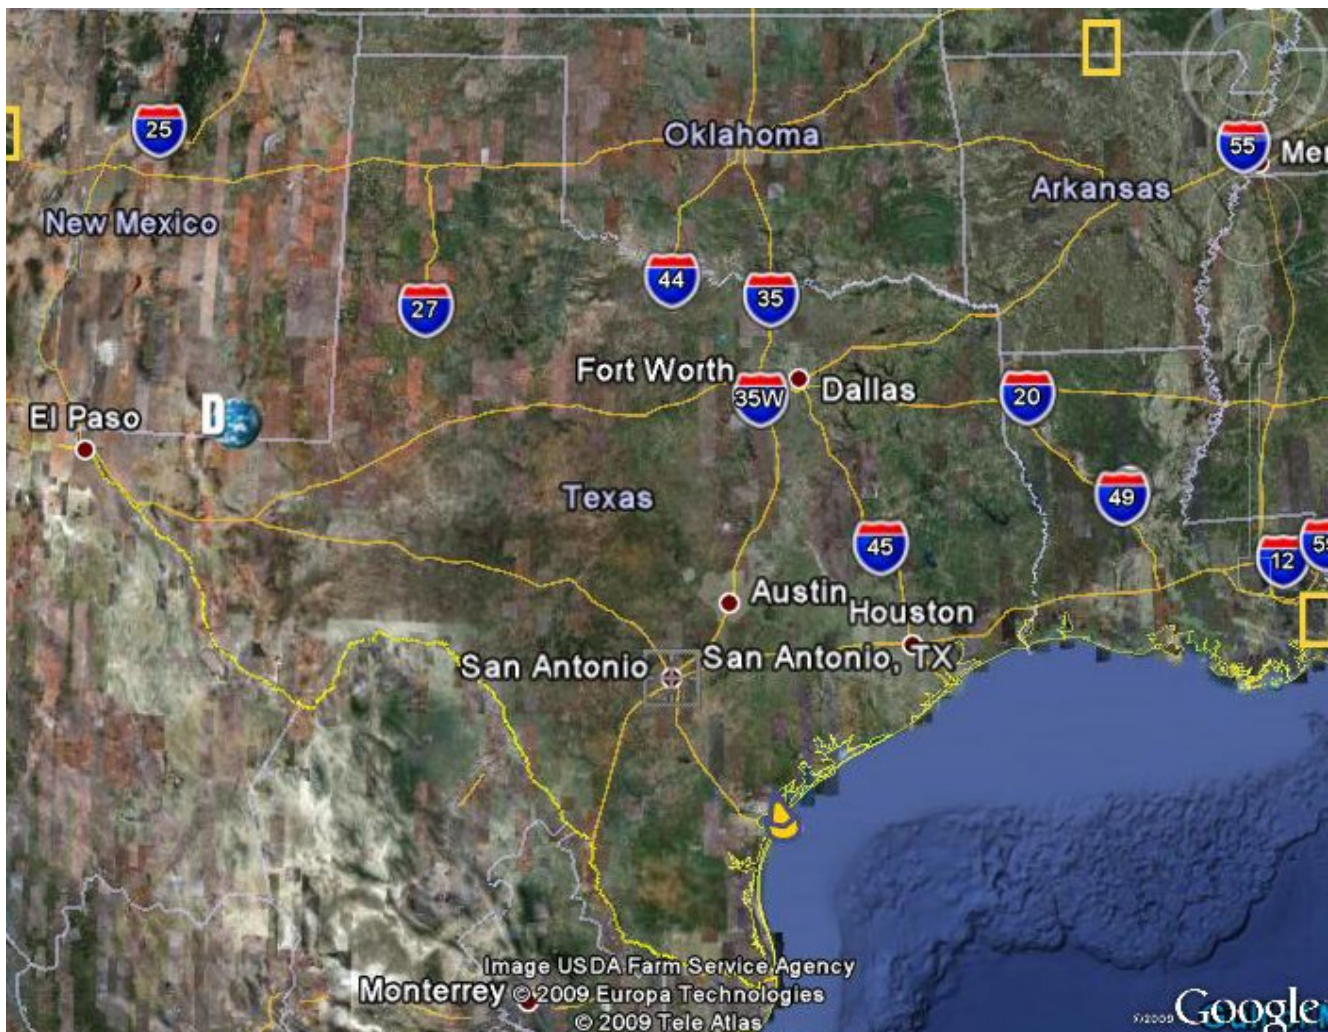 Oklahoma
25
55
Arkansas
New Mexico
44
35
27
Fort Worth
35W
Dallas
20
El Paso
D
Texas
49
45
12
Austin
Houston
San Antonio
San Antonio, TX
Image USDA Farm Service Agency
Monterrey
© 2009 Europa Technologies
© 2009 Tele Atlas
©2009 Google